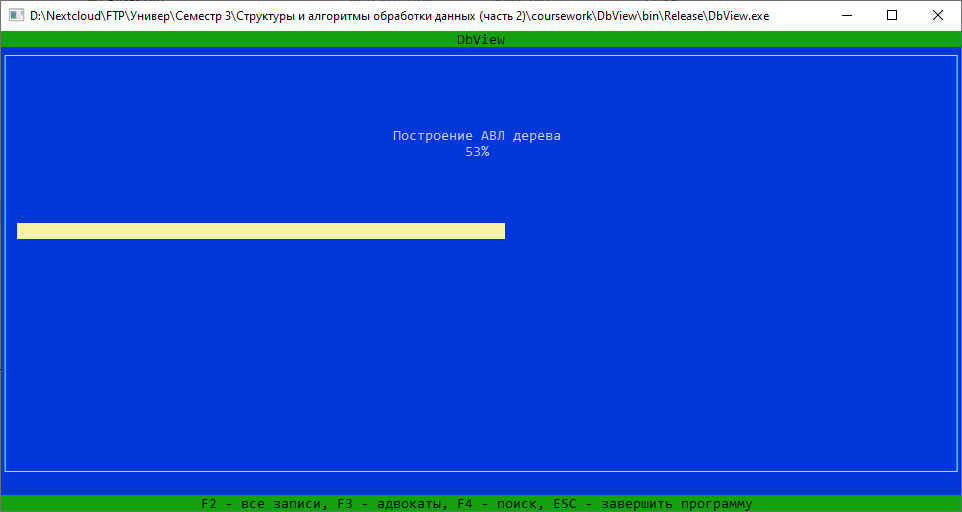 D:\Nextcloud\FTP\Универ\Семестр 3\Структуры и алгоритмы обработки данных (часть 2)\coursework\DbView\bin\Release\DbView.exe
DbView
Построение АВЛ дерева
53%
F2 - все записи, F3 - адвокаты, F4 - поиск, ESC - завершить программу